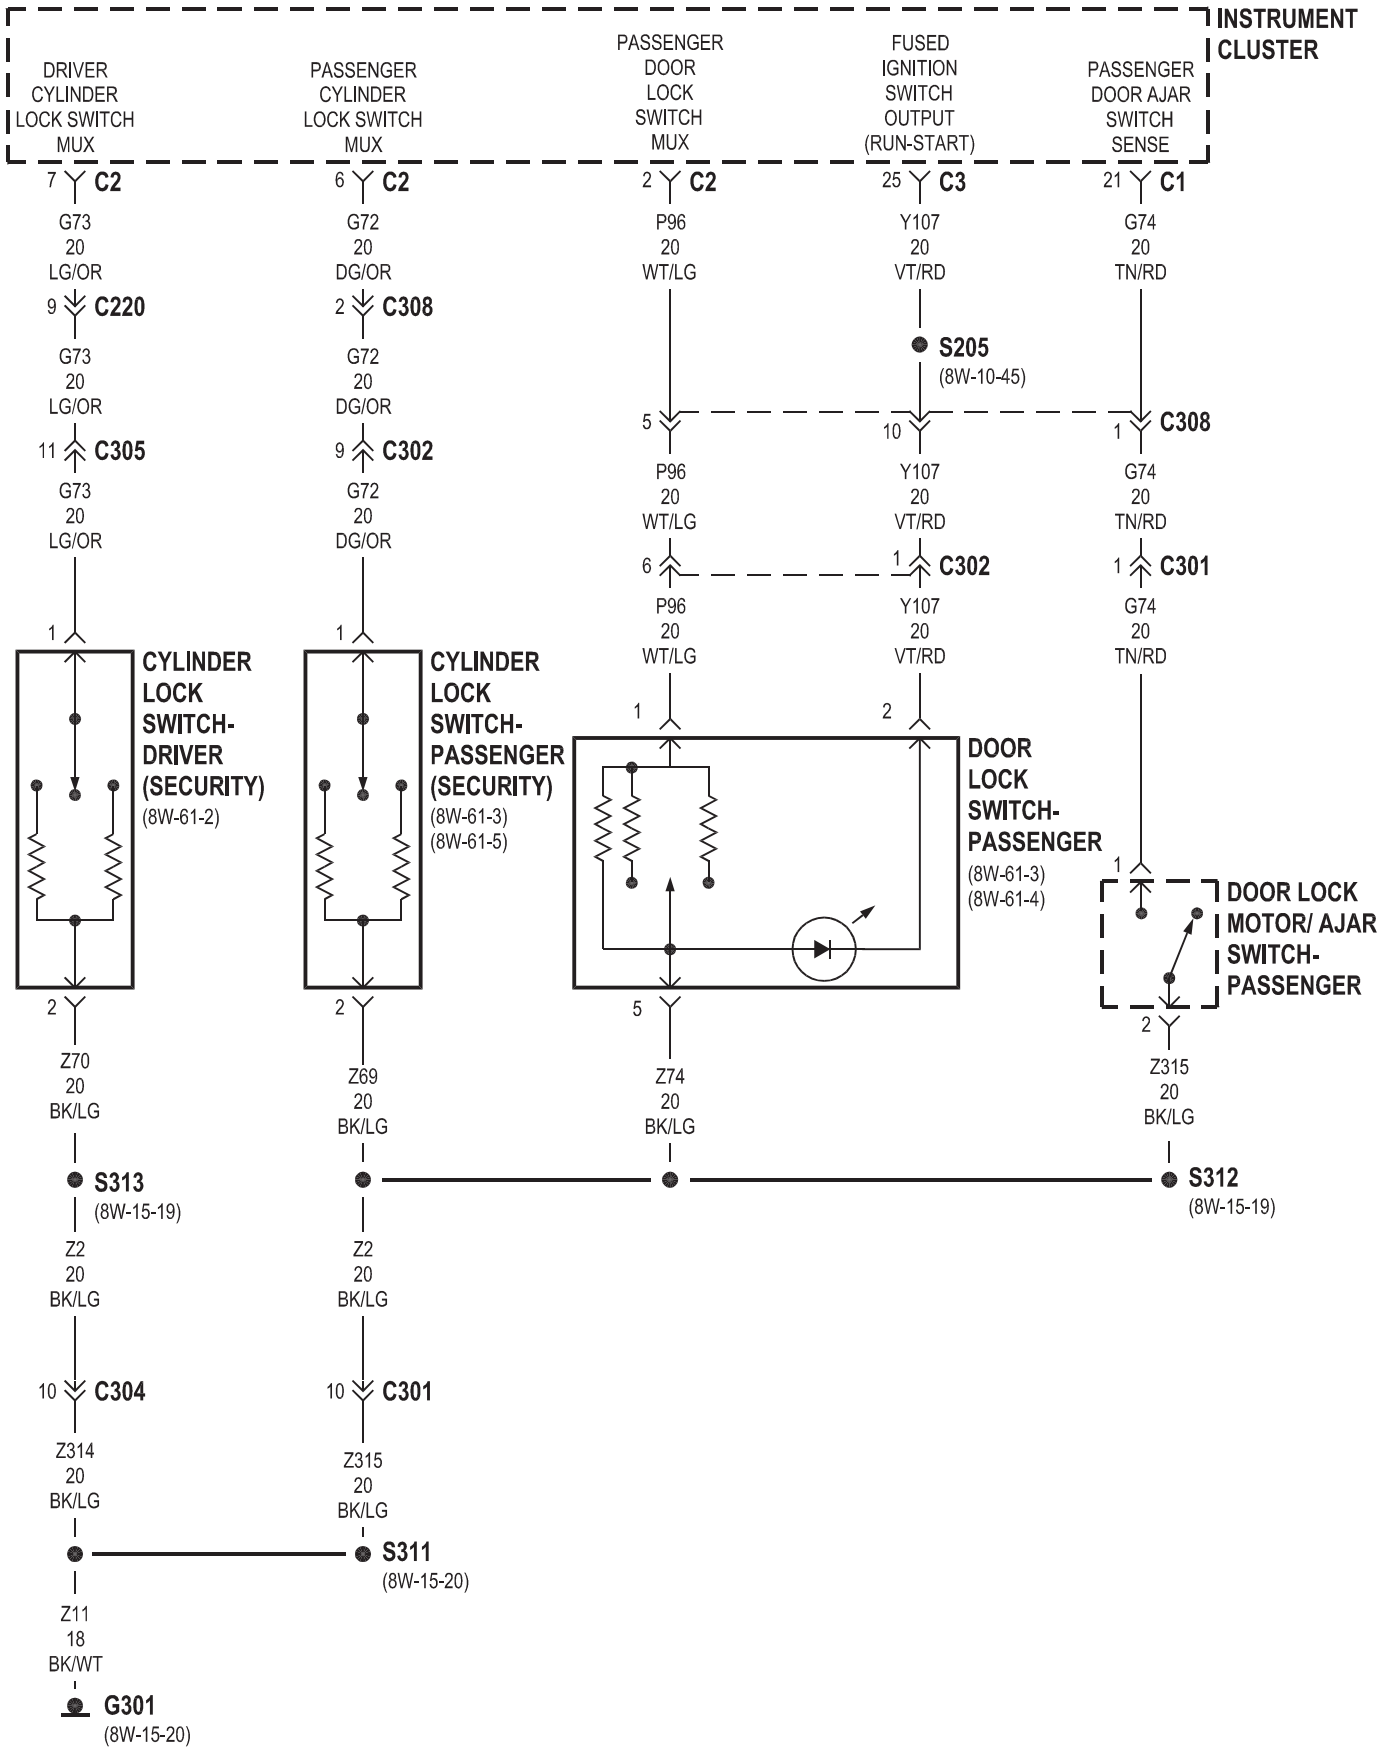 INSTRUMENT
CLUSTER
DRIVER
CYLINDER
LOCK SWITCH
MUX
PASSENGER
CYLINDER
LOCK SWITCH
MUX
PASSENGER
DOOR
LOCK
SWITCH
MUX
FUSED
IGNITION
SWITCH
OUTPUT
(RUN-START)
PASSENGER
DOOR AJAR
SWITCH
SENSE
7 C2
6 C2
2 C2
25 C3
21 C1
G73
20
LG/OR
G72
20
DG/OR
P96
20
WT/LG
Y107
20
VT/RD
G74
20
TN/RD
9 C220
2 C308
S205
(8W-10-45)
G73
20
LG/OR
G72
20
DG/OR
5
10
1 C308
11 C305
9 C302
P96
20
WT/LG
Y107
20
VT/RD
G74
20
TN/RD
G73
20
LG/OR
G72
20
DG/OR
6
1 C302
1 C301
P96
20
WT/LG
Y107
20
VT/RD
G74
20
TN/RD
1
CYLINDER
LOCK
SWITCH-
DRIVER
(SECURITY)
(8W-61-2)
1
CYLINDER
LOCK
SWITCH-
PASSENGER
(SECURITY)
(8W-61-3)
(8W-61-5)
1
2
DOOR
LOCK
SWITCH-
PASSENGER
(8W-61-3)
(8W-61-4)
1
DOOR LOCK
MOTOR/ AJAR
SWITCH-
PASSENGER
2
2
5
2
Z70
20
BK/LG
Z69
20
BK/LG
Z74
20
BK/LG
Z315
20
BK/LG
S313
(8W-15-19)
S312
(8W-15-19)
Z2
20
BK/LG
Z2
20
BK/LG
10 C304
10 C301
Z314
20
BK/LG
Z315
20
BK/LG
S311
(8W-15-20)
Z11
18
BK/WT
G301
(8W-15-20)